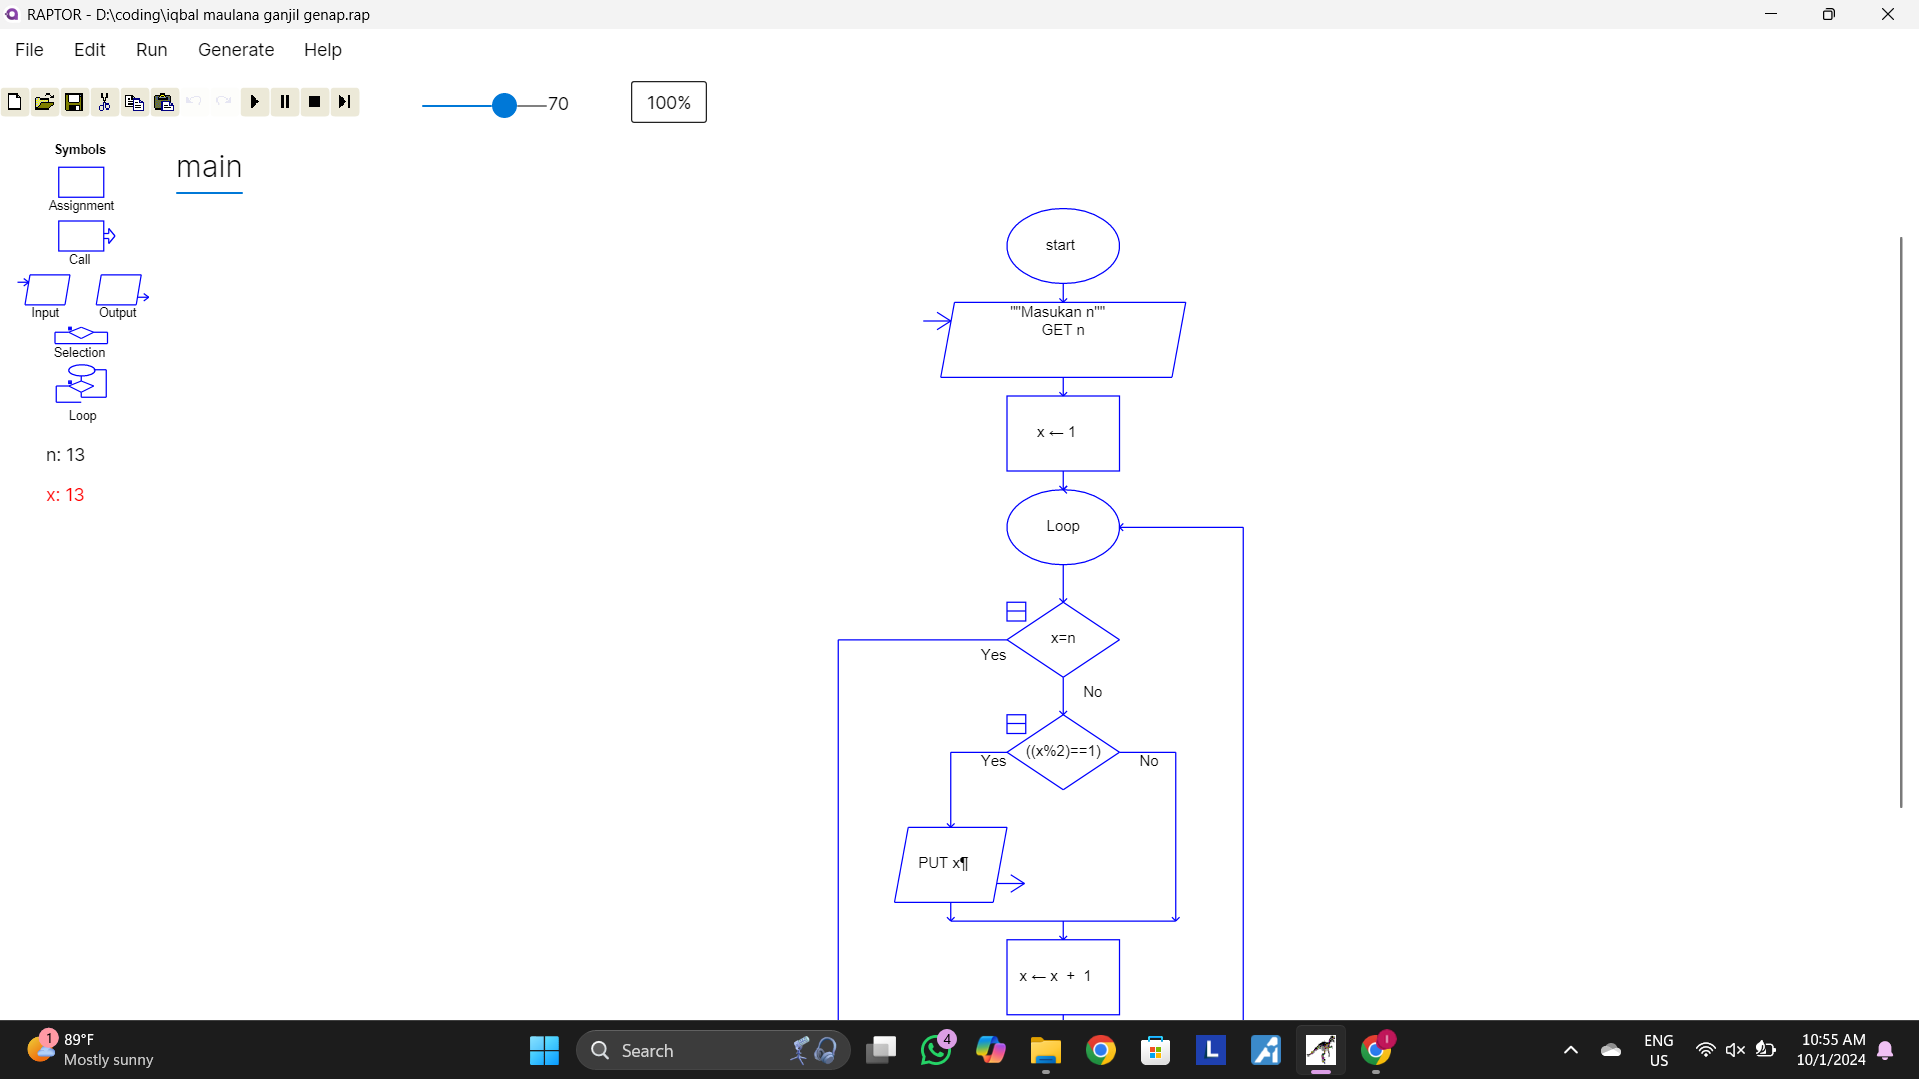 RAPTOR - D:\coding\iqbal maulana ganjil genap.rap
File Edit Run Generate Help
70
100%
Symbols
Assignment
Call
Input Output
Selection
Loop
n: 13
x: 13
main
start
""Masukan n""
GET n
x ← 1
Loop
x=n
Yes
No
((x%2)==1)
Yes
No
PUT x¶
x ← x + 1
1
89°F
Mostly sunny
Search
4
L
ENG
US
10:55 AM
10/1/2024